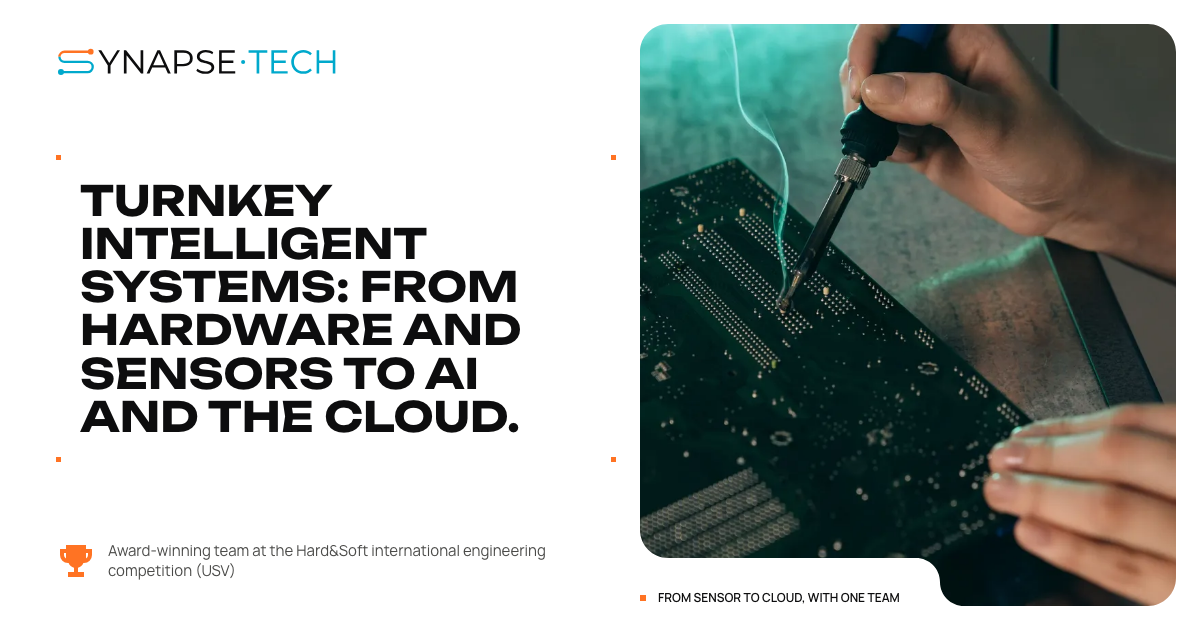 SYNAPSE·TECH
TURNKEY
INTELLIGENT
SYSTEMS: FROM
HARDWARE AND
SENSORS TO AI
AND THE CLOUD.
Award-winning team at the Hard&Soft international engineering
competition (USV)
FROM SENSOR TO CLOUD, WITH ONE TEAM